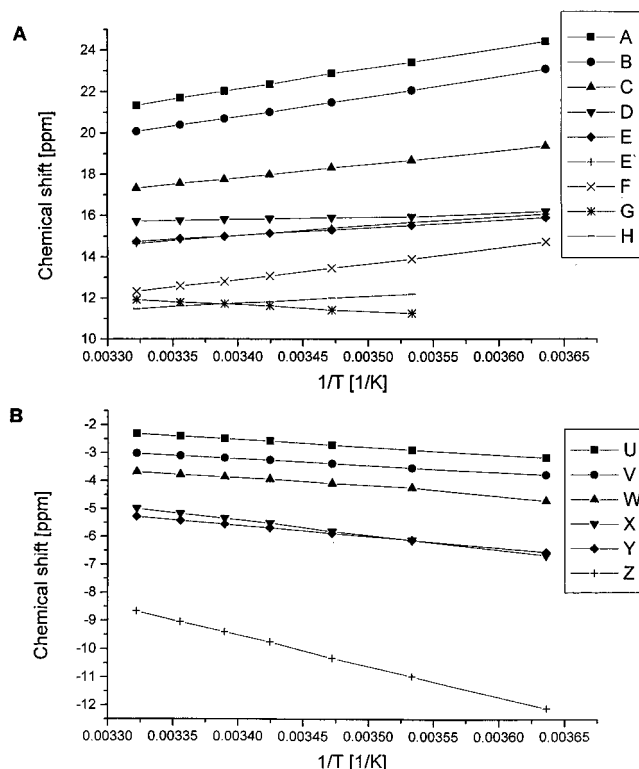 A
Chemical shift [ppm]
24
22
20
18
16
14
12
10
0.00330 0.00335 0.00340 0.00345 0.00350 0.00355 0.00360 0.00365
1/T [1/K]
A
B
C
D
E
E'
F
G
H
B
Chemical shift [ppm]
-2
-3
-4
-5
-6
-7
-8
-9
-10
-11
-12
0.00330 0.00335 0.00340 0.00345 0.00350 0.00355 0.00360 0.00365
1/T [1/K]
U
V
W
X
Y
Z